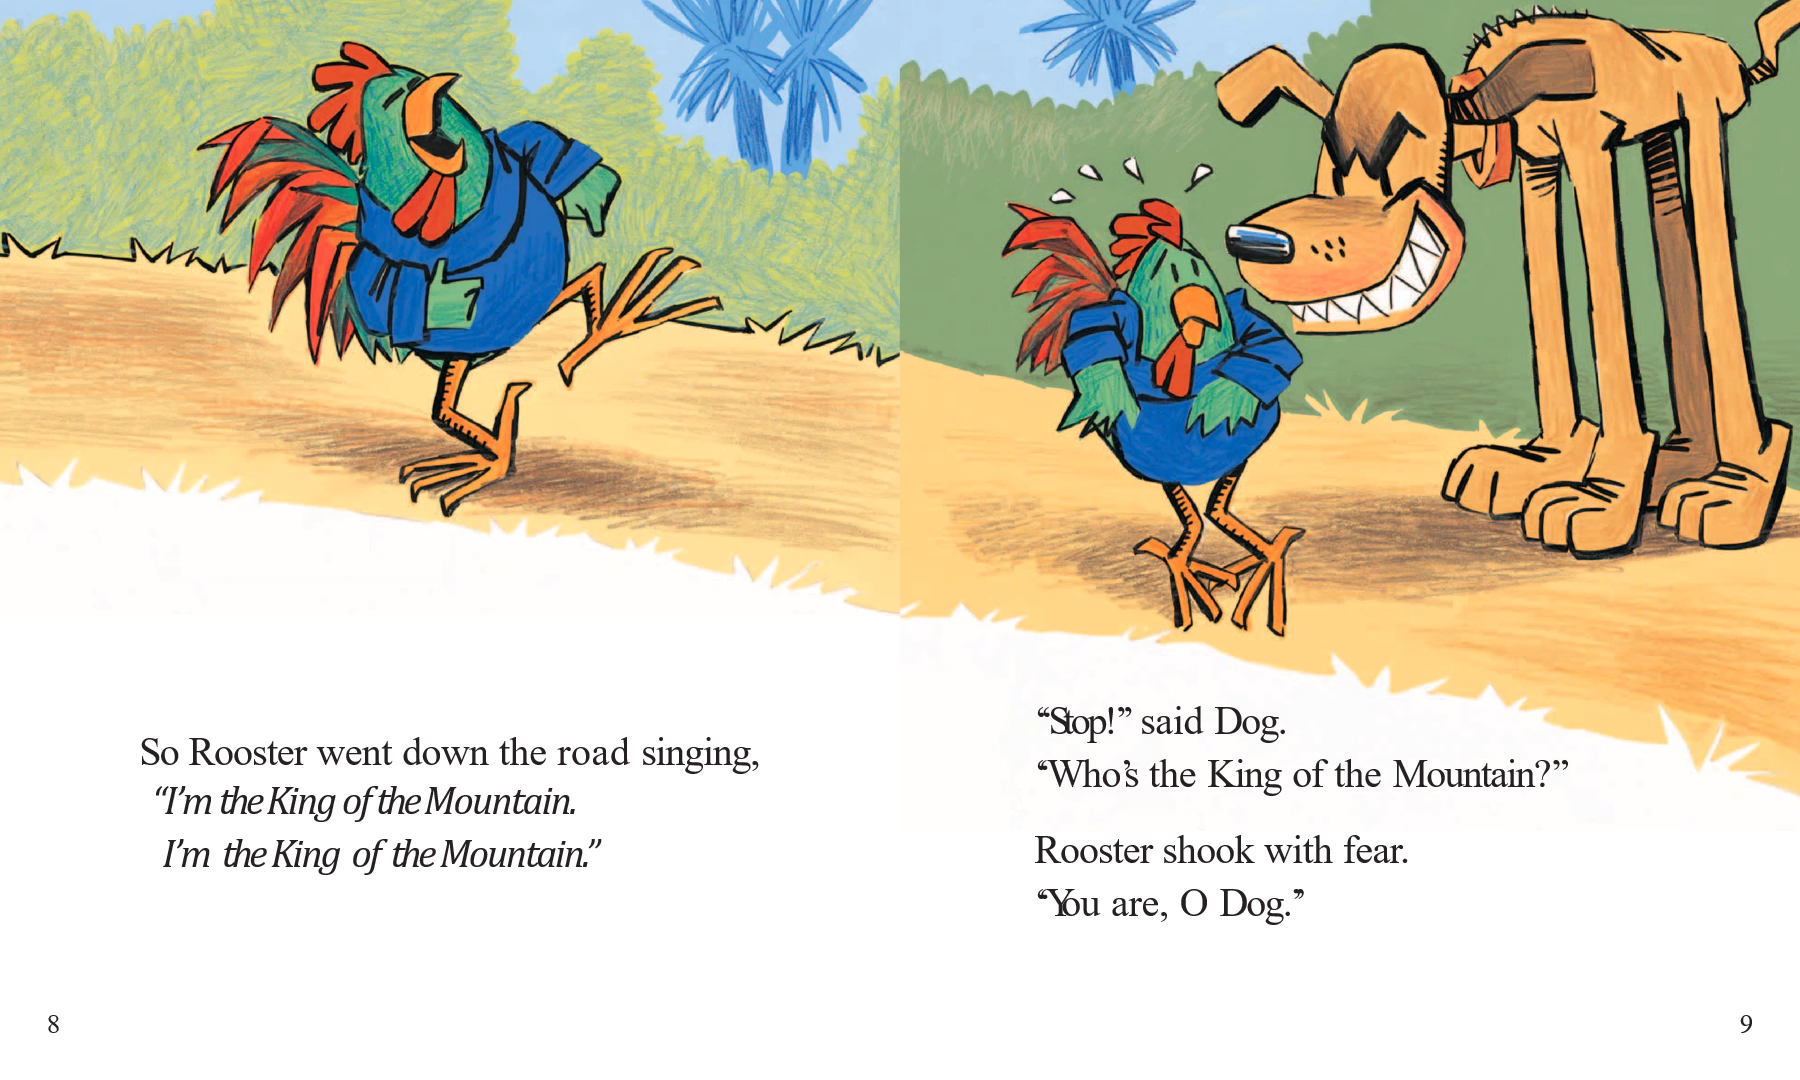 So Rooster went down the road singing,
“I’m the King of the Mountain.
I’m the King of the Mountain.”
8
“Stop!” said Dog.
“Who’s the King of the Mountain?”
Rooster shook with fear.
“You are, O Dog.”
9